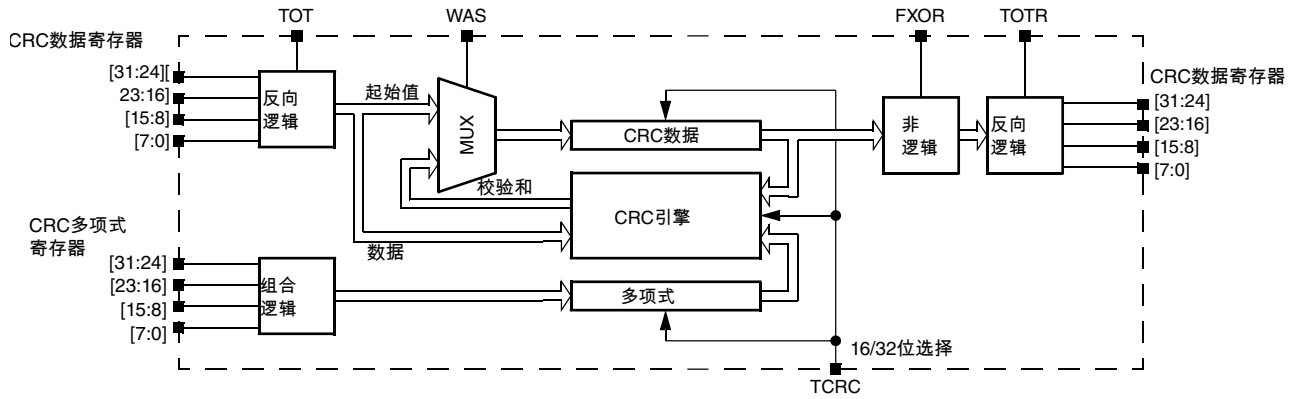 TOT
WAS
FXOR
TOTR
CRC数据寄存器
[31:24][
23:16]
[15:8]
[7:0]
反向
逻辑
起始值
MUX
CRC数据
非
逻辑
反向
逻辑
CRC数据寄存器
[31:24]
[23:16]
[15:8]
[7:0]
校验和
CRC引擎
数据
CRC多项式
寄存器
[31:24]
[23:16]
[15:8]
[7:0]
组合
逻辑
多项式
16/32位选择
TCRC